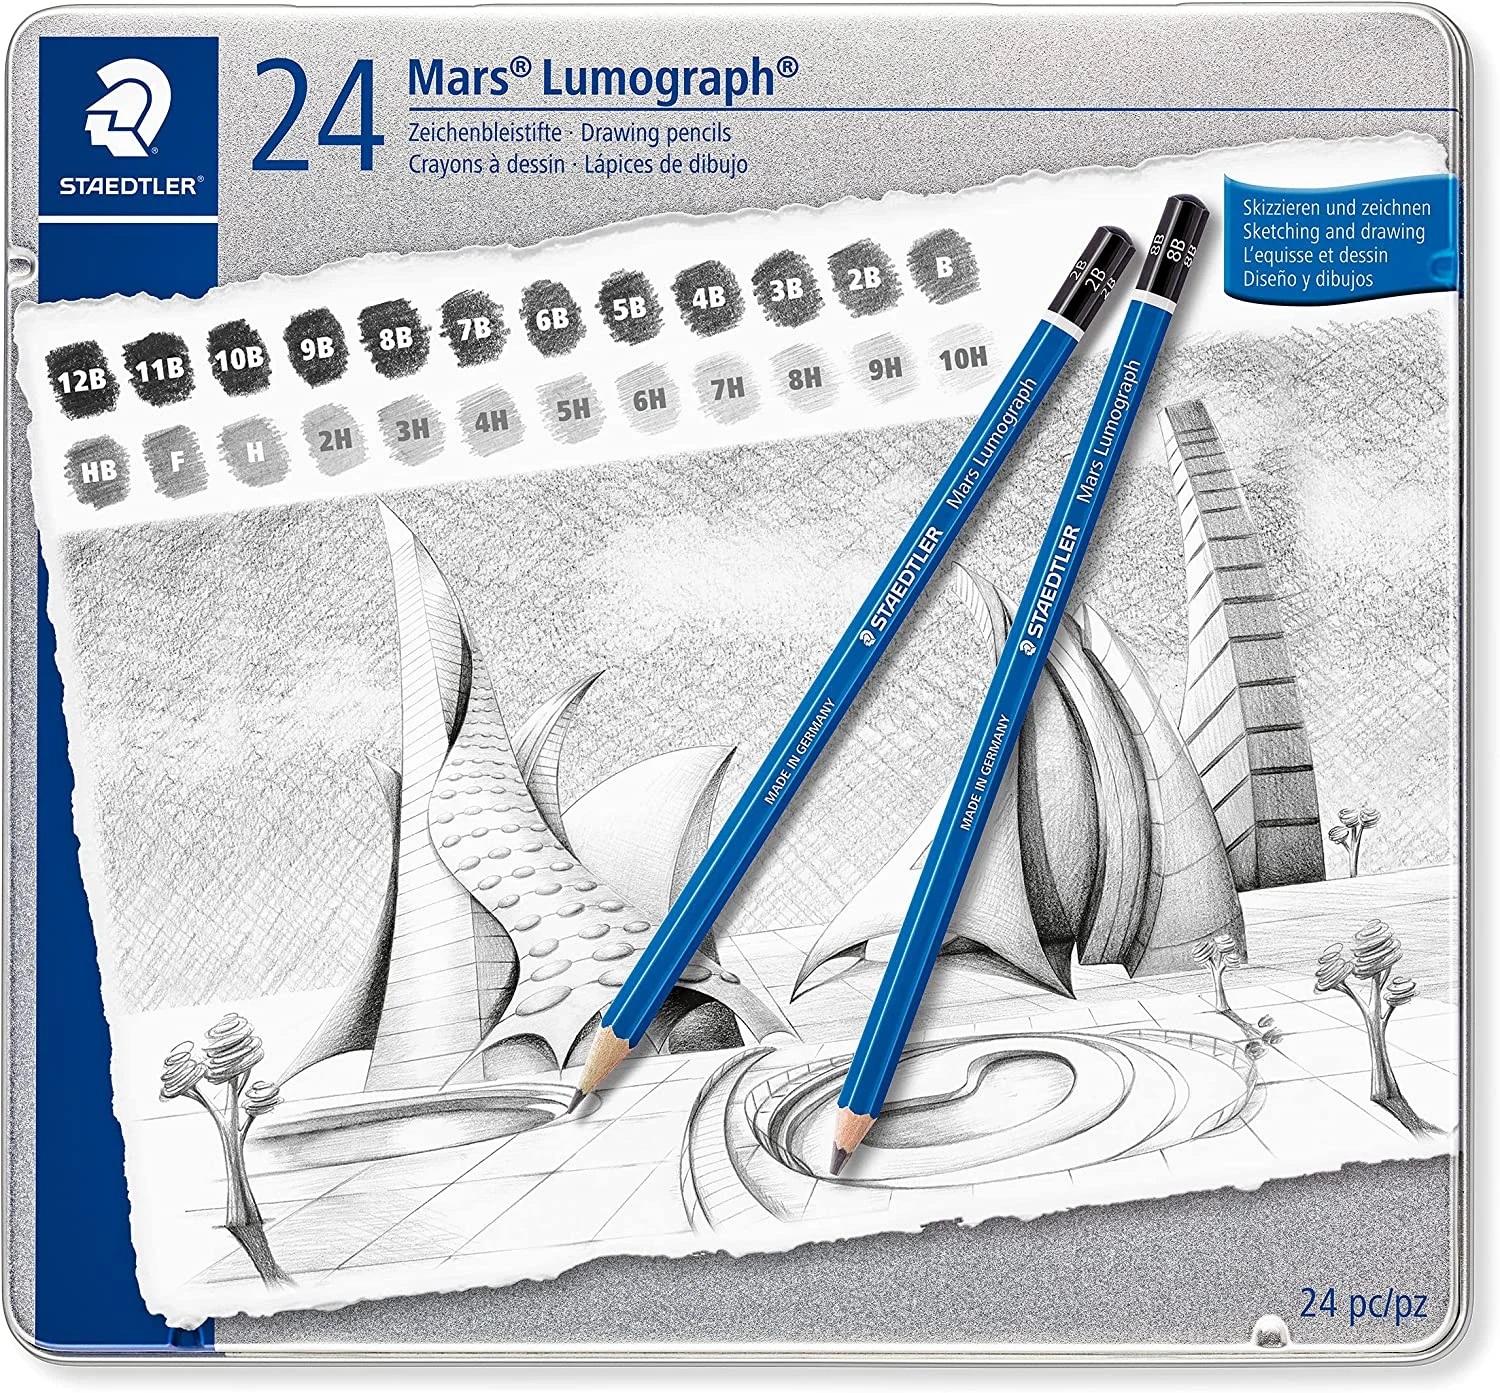 STAEDTLER®
24
Mars® Lumograph®
Zeichenbleistifte · Drawing pencils
Crayons à dessin · Lápices de dibujo
Skizzieren und zeichnen
Sketching and drawing
L'equisse et dessin
Diseño y dibujos
12B 11B 10B 9B 8B 7B 6B 5B 4B 3B 2B B
HB F H 2H 3H 4H 5H 6H 7H 8H 9H 10H
2B 2B 2B
8B 8B 8B
MADE IN GERMANY STAEDTLER Mars Lumograph
MADE IN GERMANY STAEDTLER Mars Lumograph
24 pc/pz